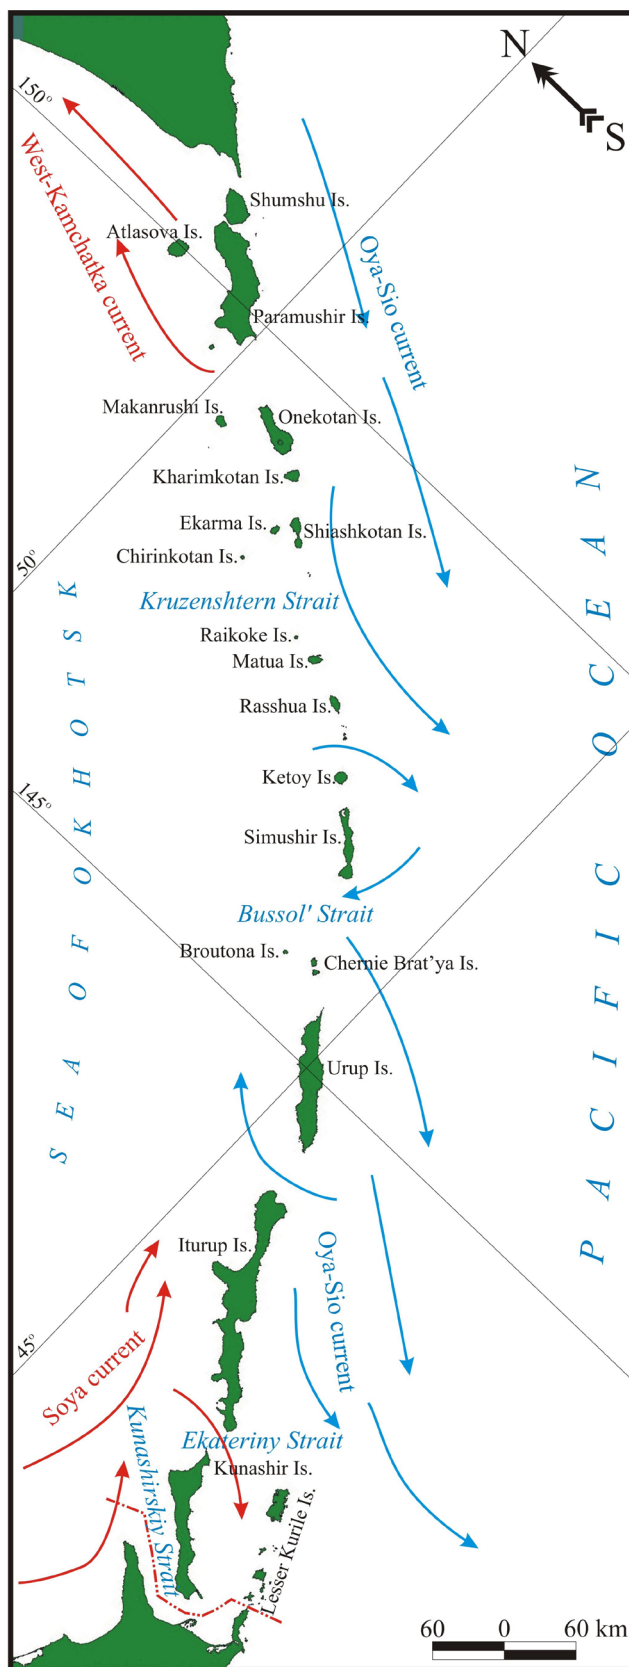 N
S
150°
Shumshu Is.
Atlasova Is.
West-Kamchatka current
Oya-Sio current
Paramushir Is.
Makanrushi Is.
Onekotan Is.
Kharimkotan Is.
Ekarma Is.
Shiashkotan Is.
Chirinkotan Is.
50°
Kruzenshtern Strait
Raikoke Is.
Matua Is.
Rasshua Is.
SEA OF OKHOTSK
PACIFIC OCEAN
Ketoy Is.
145°
Simushir Is.
Bussol' Strait
Broutona Is.
Chernie Brat'ya Is.
Urup Is.
Iturup Is.
Oya-Sio current
45°
Soya current
Ekateriny Strait
Kunashir Is.
Kunashirskiy Strait
Lesser Kurile Is.
60 0 60 km